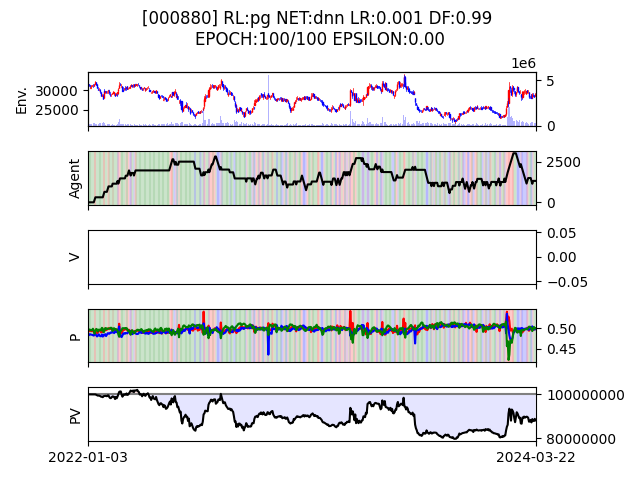 [000880] RL:pg NET:dnn LR:0.001 DF:0.99
EPOCH:100/100 EPSILON:0.00
1e6
Env.
30000
25000
5
0
Agent
2500
0
V
0.05
0.00
−0.05
P
0.50
0.45
PV
100000000
80000000
2022-01-03
2024-03-22